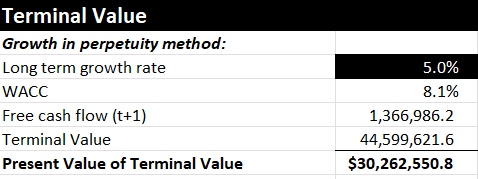 Terminal Value
Growth in perpetuity method:
Long term growth rate 5.0%
WACC 8.1%
Free cash flow (t+1) 1,366,986.2
Terminal Value 44,599,621.6
Present Value of Terminal Value $30,262,550.8